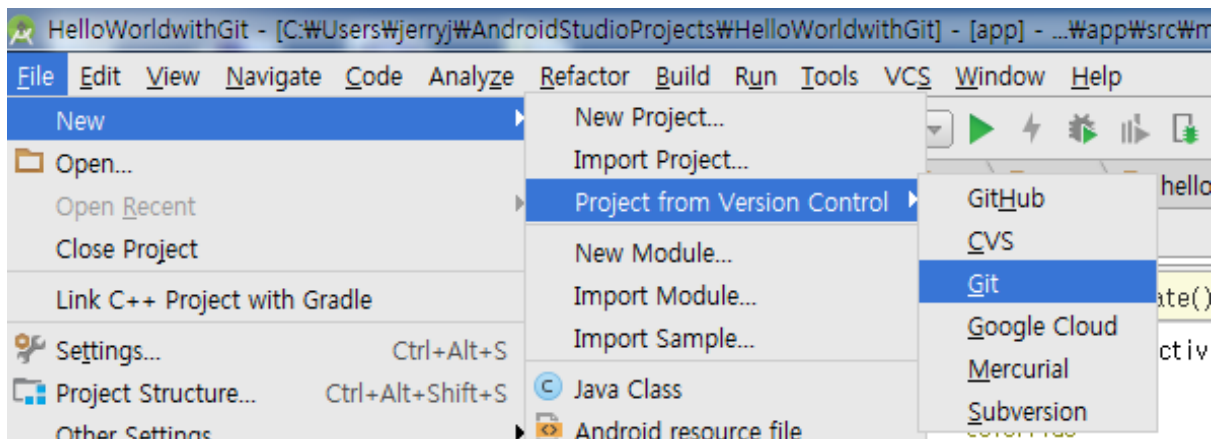 HelloWorldwithGit - [C:₩Users₩jerryj₩AndroidStudioProjects₩HelloWorldwithGit] - [app] - ...₩app₩src₩m
File Edit View Navigate Code Analyze Refactor Build Run Tools VCS Window Help
New
Open...
Open Recent
Close Project
Link C++ Project with Gradle
Settings... Ctrl+Alt+S
Project Structure... Ctrl+Alt+Shift+S
Other Settings
New Project...
Import Project...
Project from Version Control
New Module...
Import Module...
Import Sample...
C Java Class
Android resource file
GitHub
CVS
Git
Google Cloud
Mercurial
Subversion
hello
ate()
ctiv